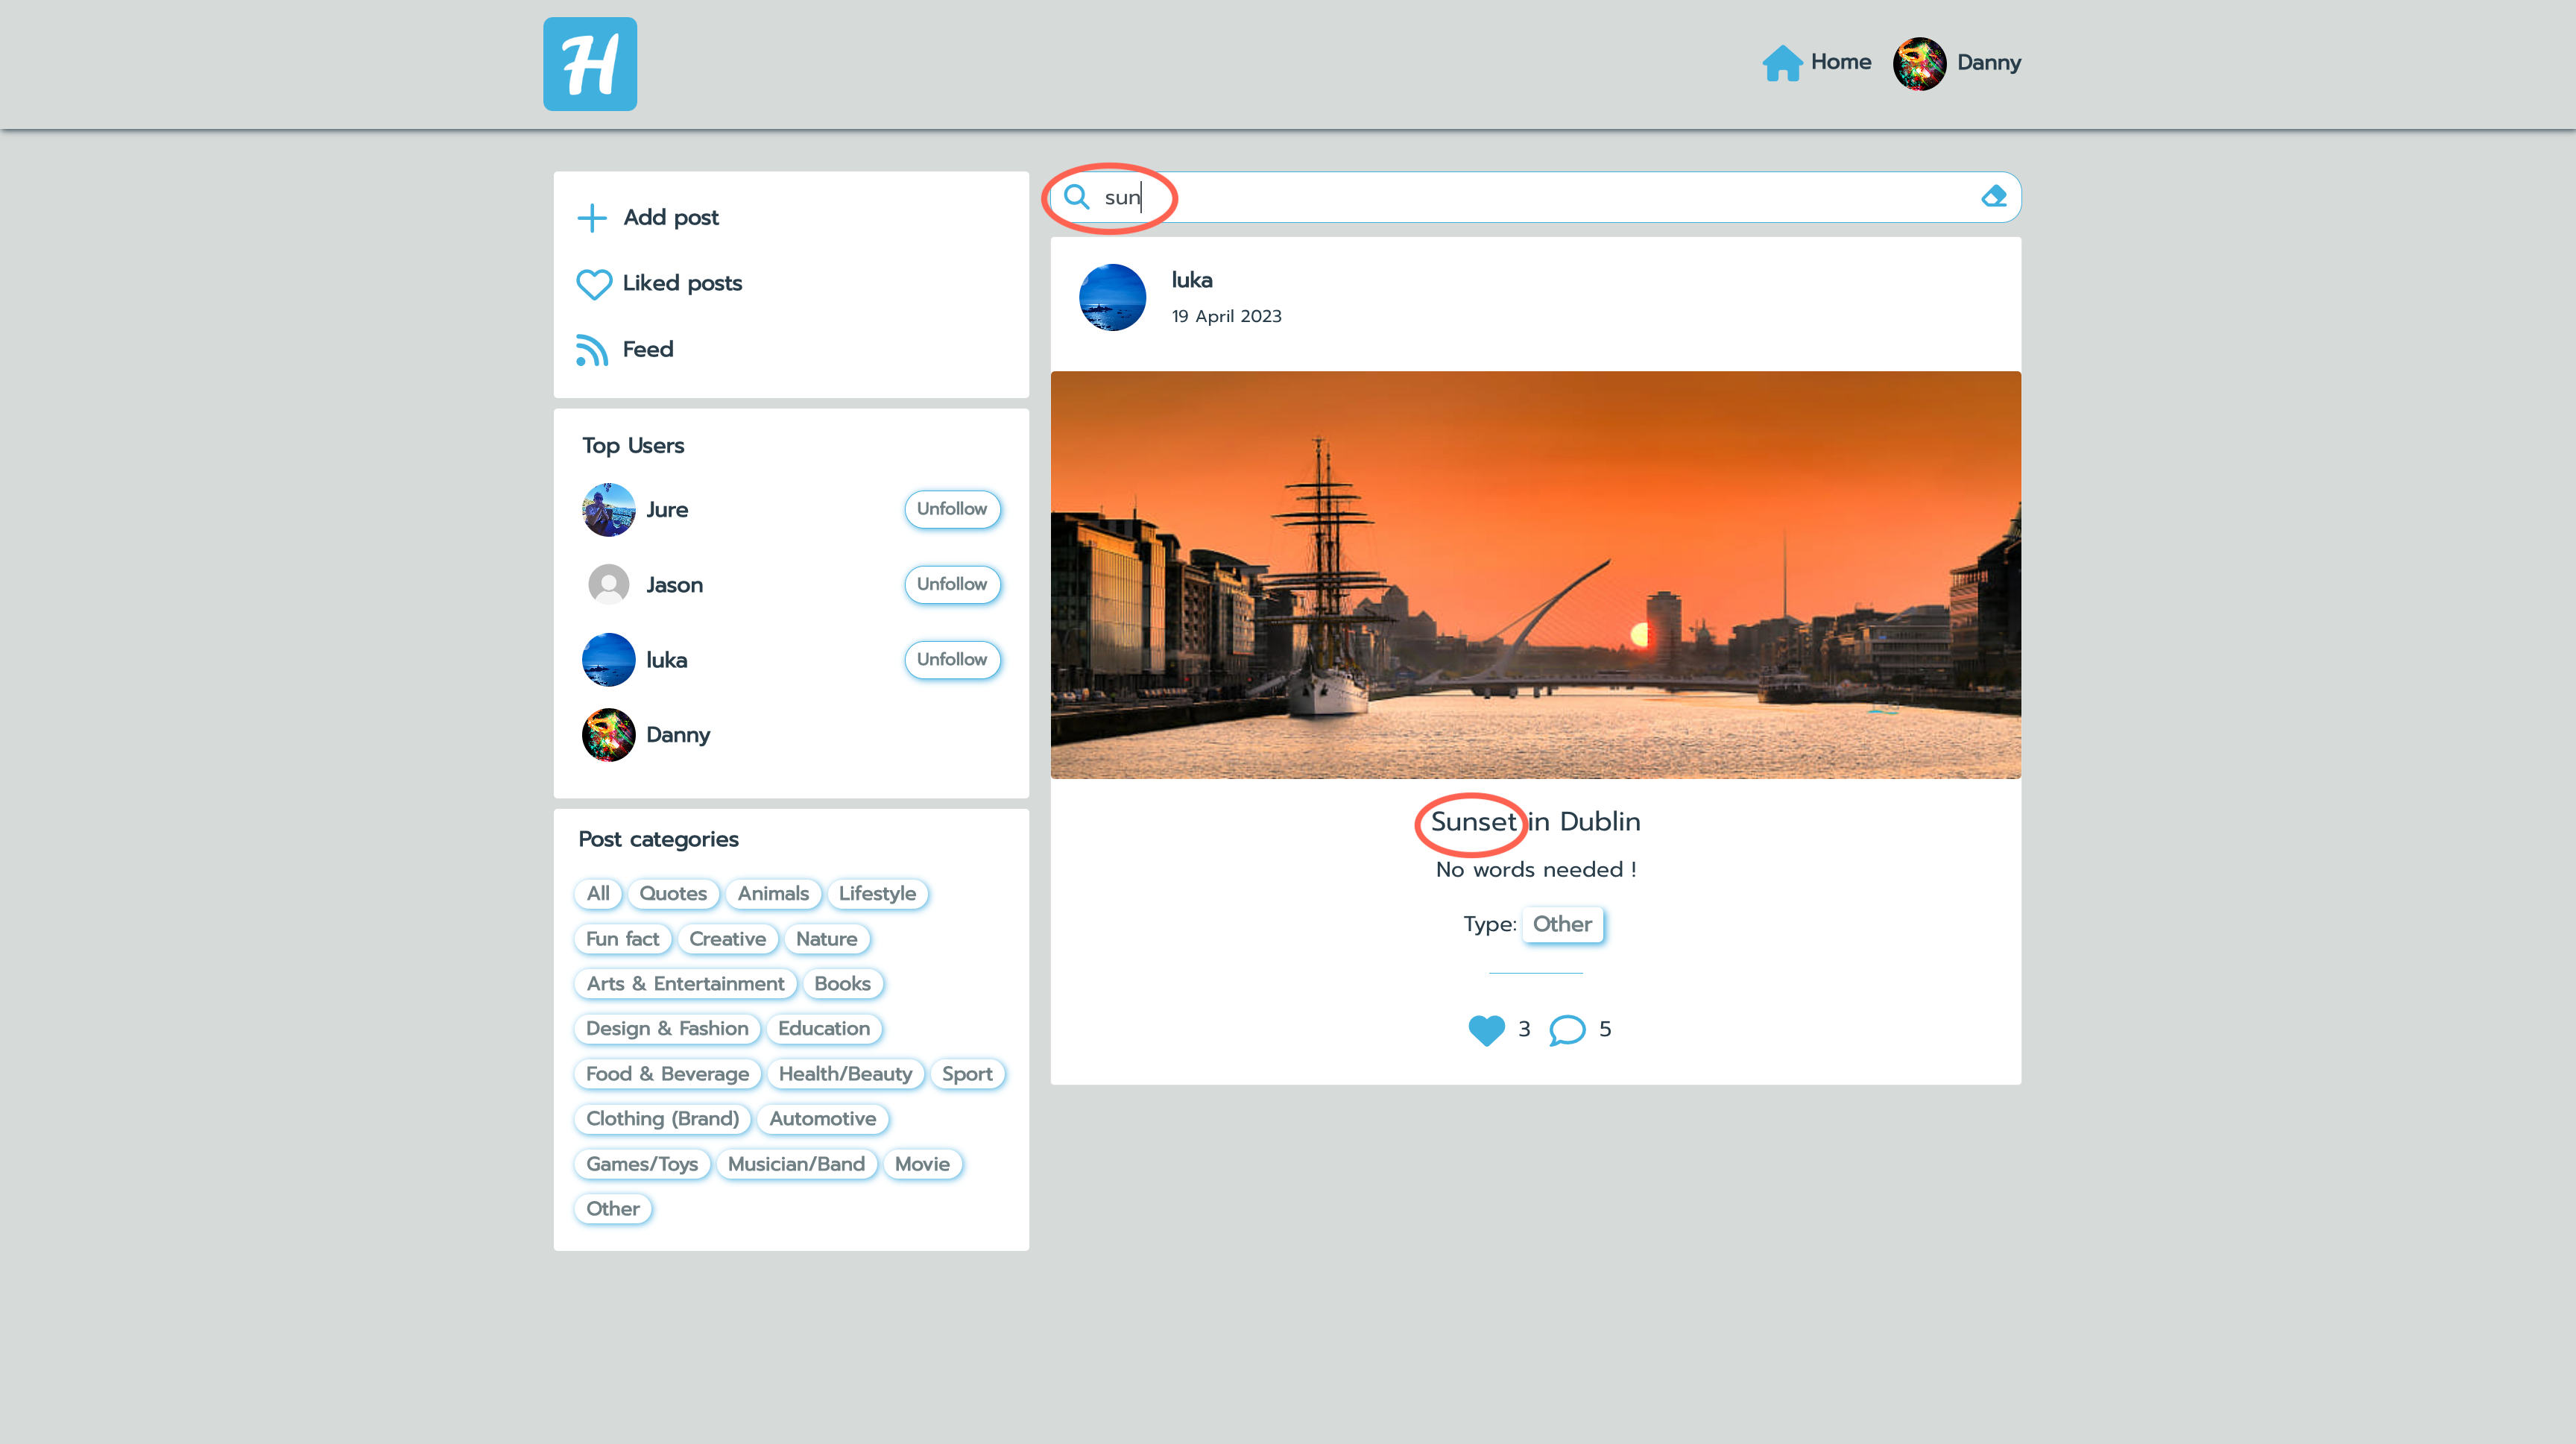 H
Home Danny
Add post
Liked posts
Feed
Top Users
Jure Unfollow
Jason Unfollow
luka Unfollow
Danny
Post categories
All Quotes Animals Lifestyle
Fun fact Creative Nature
Arts & Entertainment Books
Design & Fashion Education
Food & Beverage Health/Beauty Sport
Clothing (Brand) Automotive
Games/Toys Musician/Band Movie
Other
sun
luka
19 April 2023
Sunset in Dublin
No words needed !
Type: Other
3 5